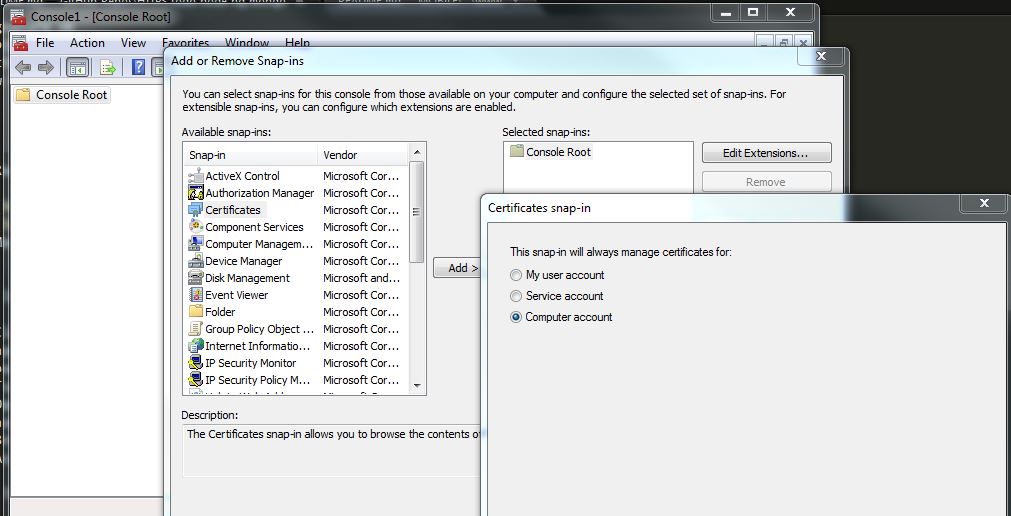 Console1 - [Console Root]
File Action View Favorites Window Help
Console Root
Add or Remove Snap-ins
You can select snap-ins for this console from those available on your computer and configure the selected set of snap-ins. For
extensible snap-ins, you can configure which extensions are enabled.
Available snap-ins:
Snap-in Vendor
ActiveX Control Microsoft Cor...
Authorization Manager Microsoft Cor...
Certificates Microsoft Cor...
Component Services Microsoft Cor...
Computer Managem... Microsoft Cor...
Device Manager Microsoft Cor...
Disk Management Microsoft and...
Event Viewer Microsoft Cor...
Folder Microsoft Cor...
Group Policy Object ... Microsoft Cor...
Internet Informatio... Microsoft Cor...
IP Security Monitor Microsoft Cor...
IP Security Policy M... Microsoft Cor...
Add >
Selected snap-ins:
Console Root
Edit Extensions...
Remove
Description:
The Certificates snap-in allows you to browse the contents of
Certificates snap-in
This snap-in will always manage certificates for:
My user account
Service account
Computer account